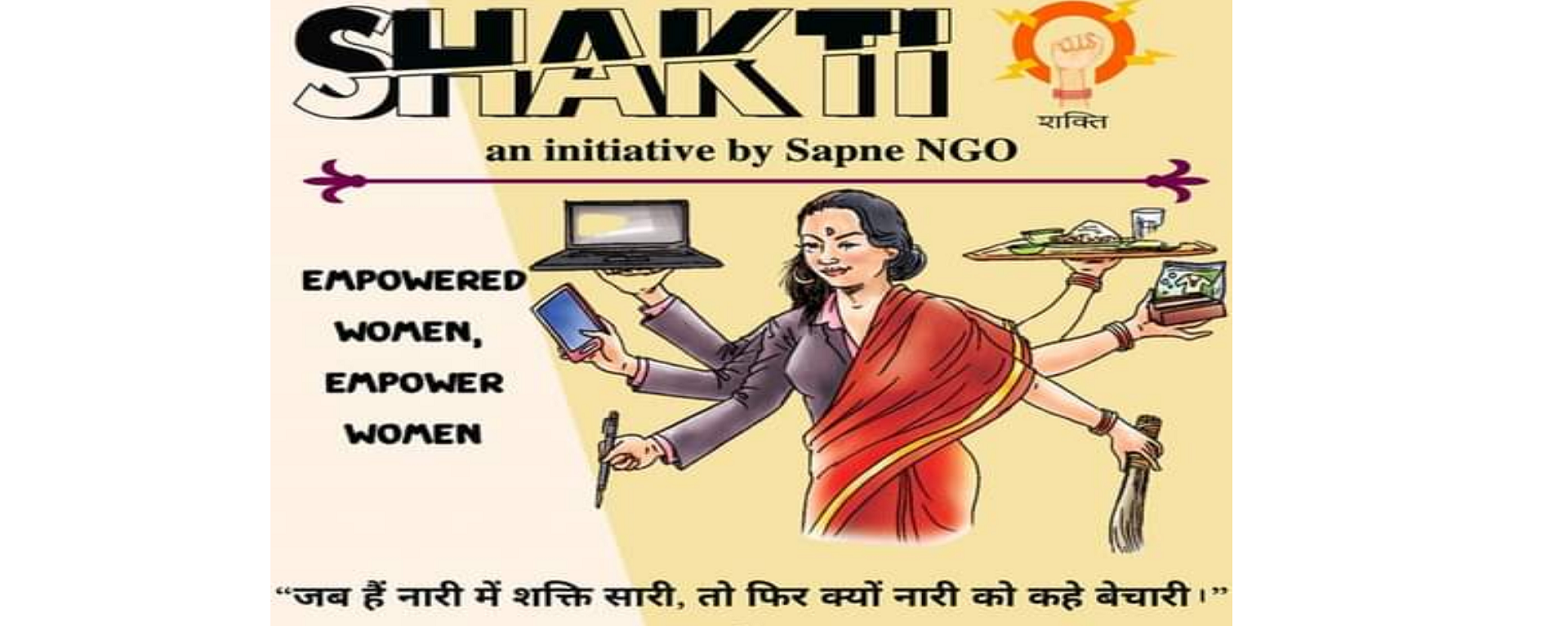 SHAKTI
शक्ति
an initiative by Sapne NGO
EMPOWERED
WOMEN,
EMPOWER
WOMEN
“जब हैं नारी में शक्ति सारी, तो फिर क्यों नारी को कहे बेचारी।”